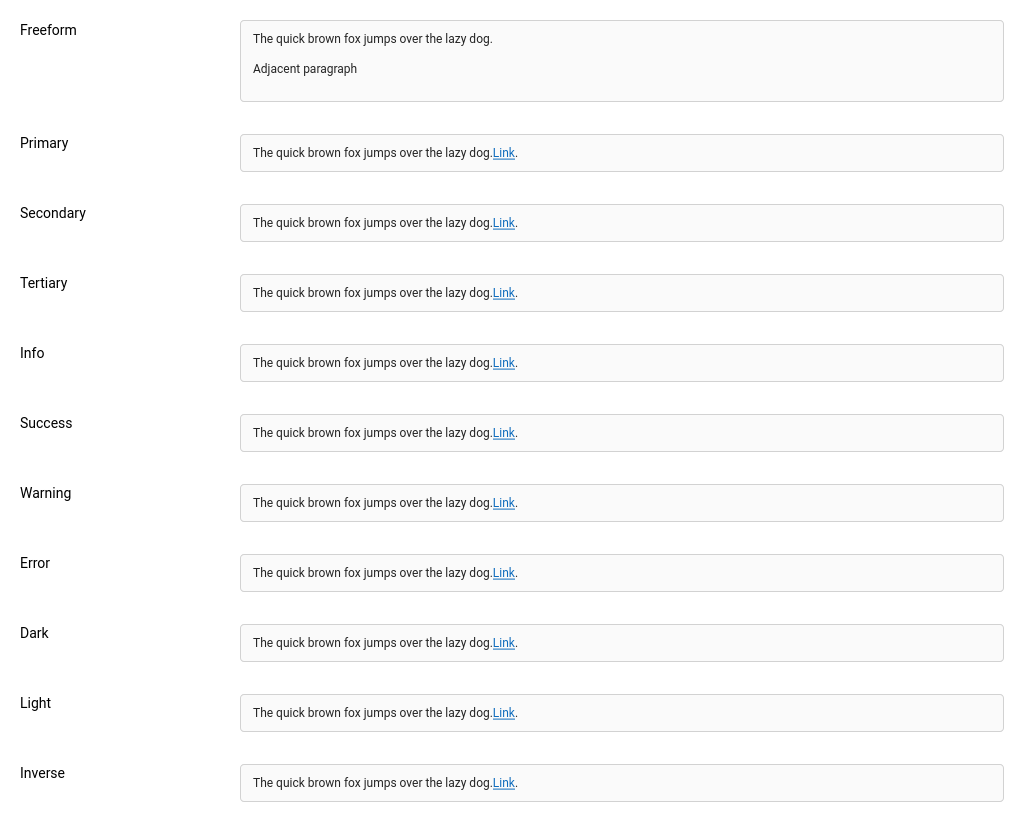 Freeform
The quick brown fox jumps over the lazy dog.
Adjacent paragraph
Primary
The quick brown fox jumps over the lazy dog.Link.
Secondary
The quick brown fox jumps over the lazy dog.Link.
Tertiary
The quick brown fox jumps over the lazy dog.Link.
Info
The quick brown fox jumps over the lazy dog.Link.
Success
The quick brown fox jumps over the lazy dog.Link.
Warning
The quick brown fox jumps over the lazy dog.Link.
Error
The quick brown fox jumps over the lazy dog.Link.
Dark
The quick brown fox jumps over the lazy dog.Link.
Light
The quick brown fox jumps over the lazy dog.Link.
Inverse
The quick brown fox jumps over the lazy dog.Link.